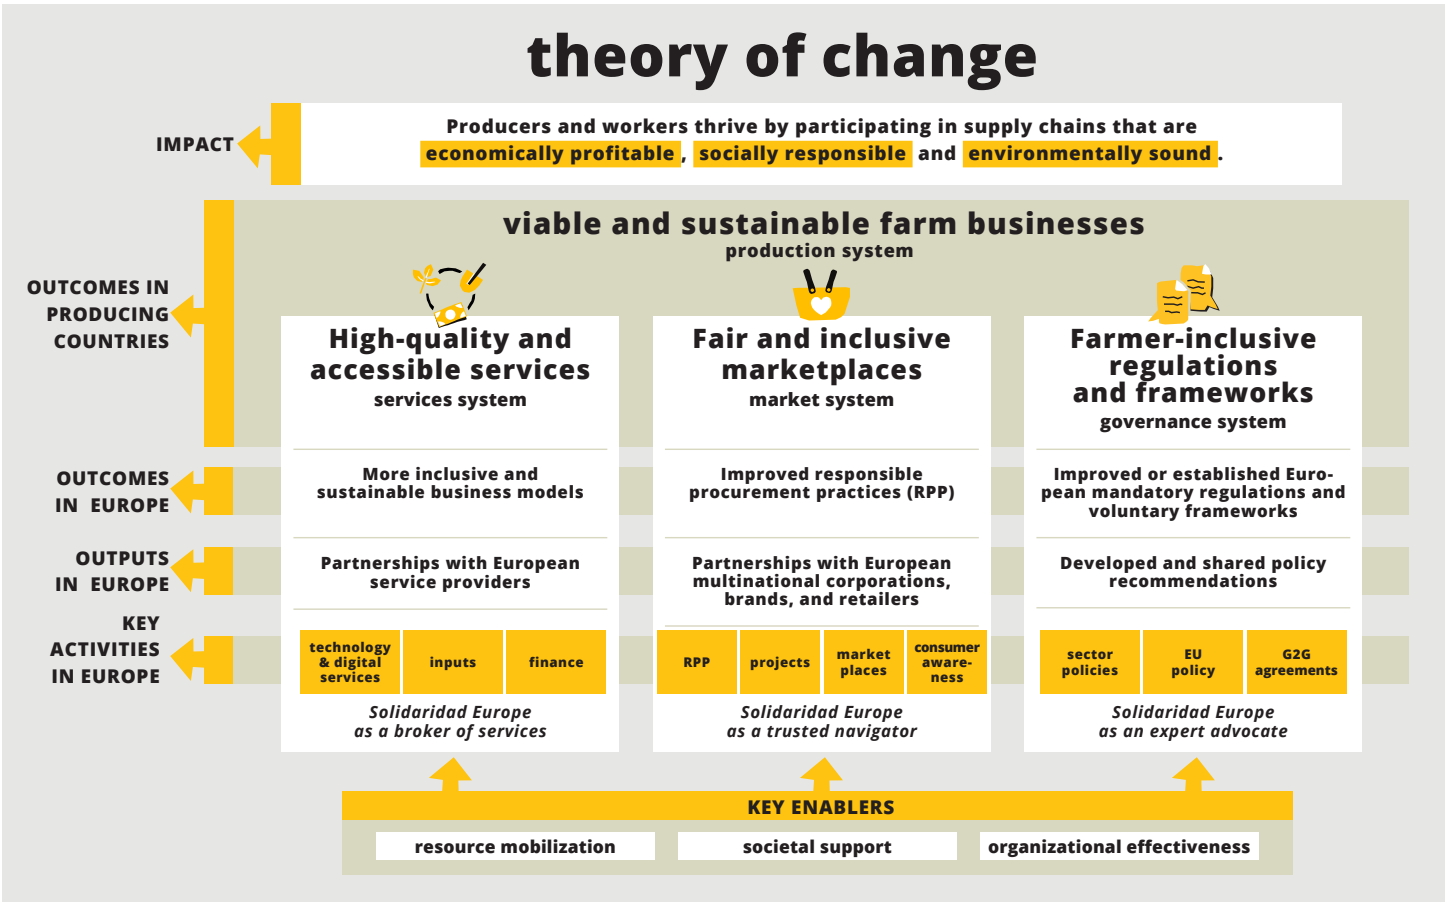 theory of change
IMPACT
Producers and workers thrive by participating in supply chains that are
economically profitable, socially responsible and environmentally sound.
viable and sustainable farm businesses
production system
OUTCOMES IN
PRODUCING
COUNTRIES
High-quality and
accessible services
services system
Fair and inclusive
marketplaces
market system
Farmer-inclusive
regulations
and frameworks
governance system
OUTCOMES
IN EUROPE
More inclusive and
sustainable business models
Improved responsible
procurement practices (RPP)
Improved or established Euro-
pean mandatory regulations and
voluntary frameworks
OUTPUTS
IN EUROPE
Partnerships with European
service providers
Partnerships with European
multinational corporations,
brands, and retailers
Developed and shared policy
recommendations
KEY
ACTIVITIES
IN EUROPE
technology
& digital
services
inputs
finance
RPP
projects
market
places
consumer
aware-
ness
sector
policies
EU
policy
G2G
agreements
Solidaridad Europe
as a broker of services
Solidaridad Europe
as a trusted navigator
Solidaridad Europe
as an expert advocate
KEY ENABLERS
resource mobilization
societal support
organizational effectiveness